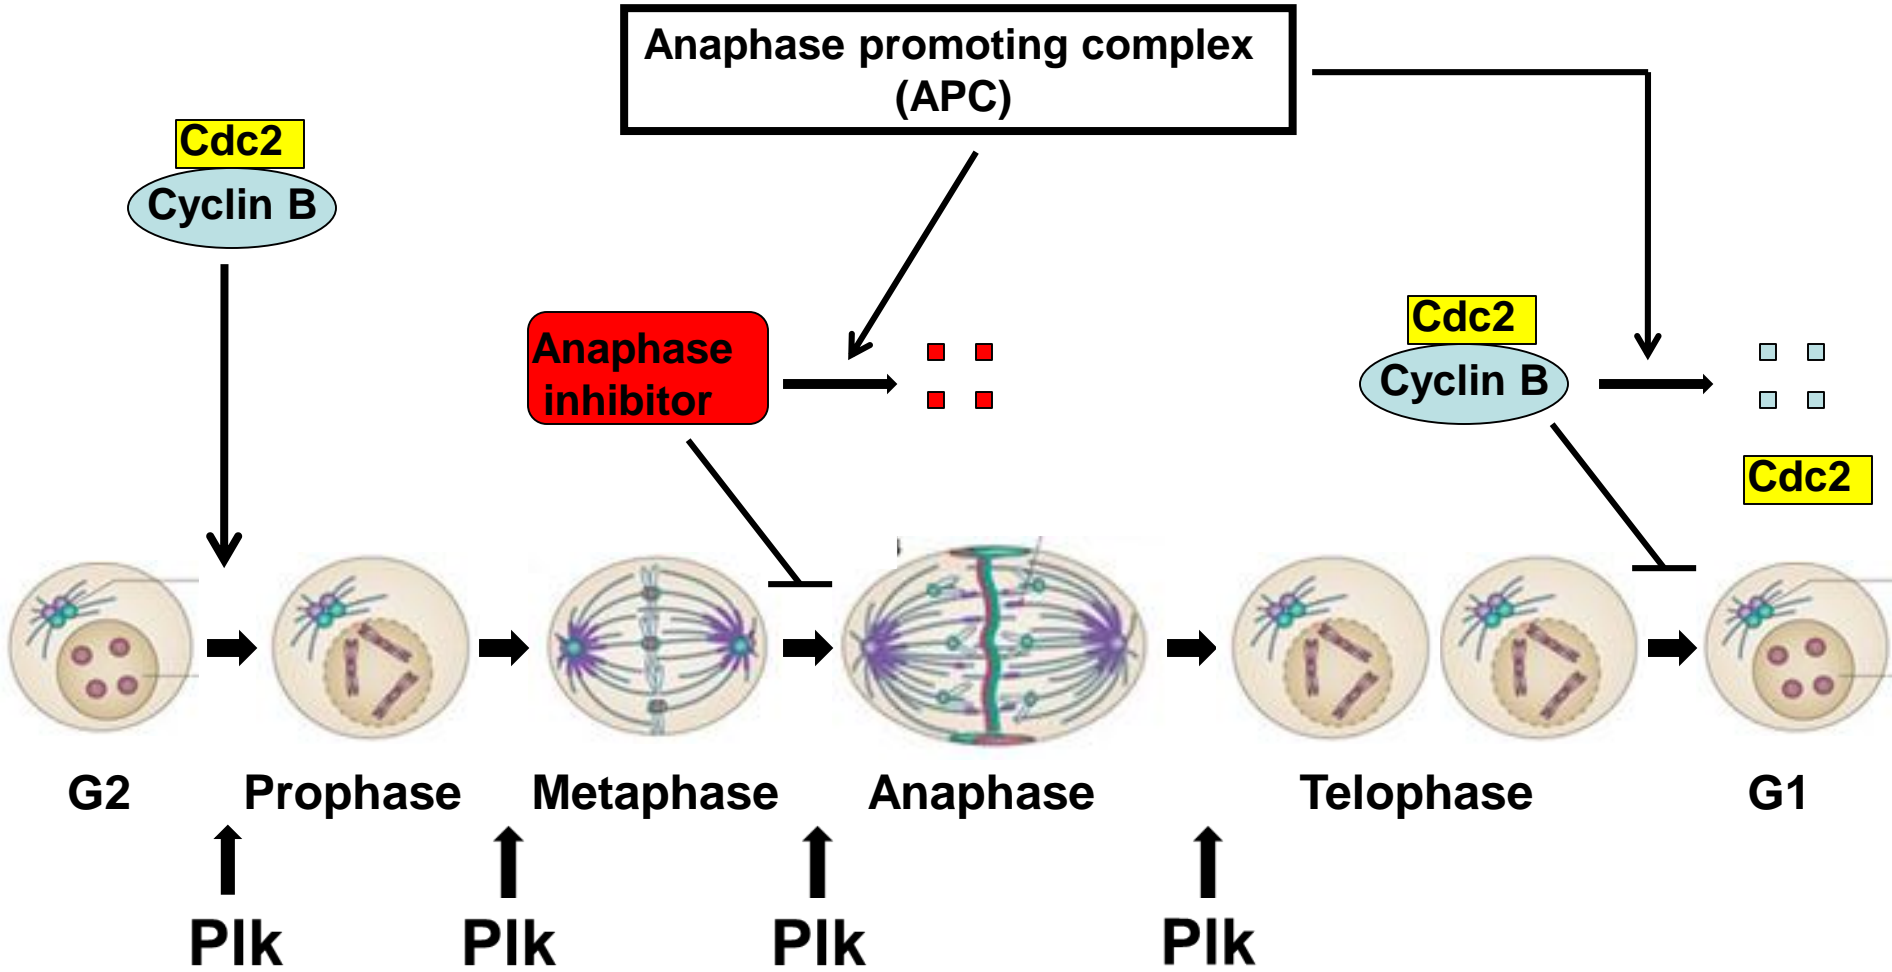 Anaphase promoting complex
(APC)
Cdc2
Cyclin B
Anaphase
inhibitor
Cdc2
Cyclin B
Cdc2
G2
Prophase
Metaphase
Anaphase
Telophase
G1
Plk
Plk
Plk
Plk